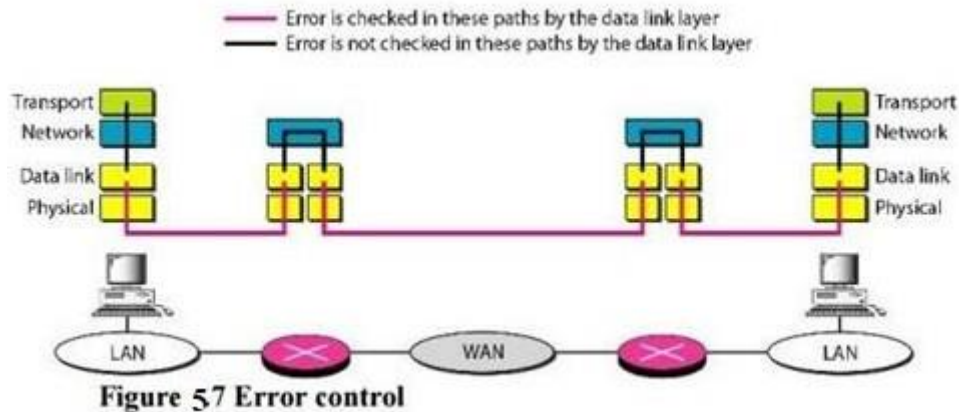 Error is checked in these paths by the data link layer
Error is not checked in these paths by the data link layer
Transport
Network
Data link
Physical
Transport
Network
Data link
Physical
LAN
WAN
LAN
Figure 5.7 Error control